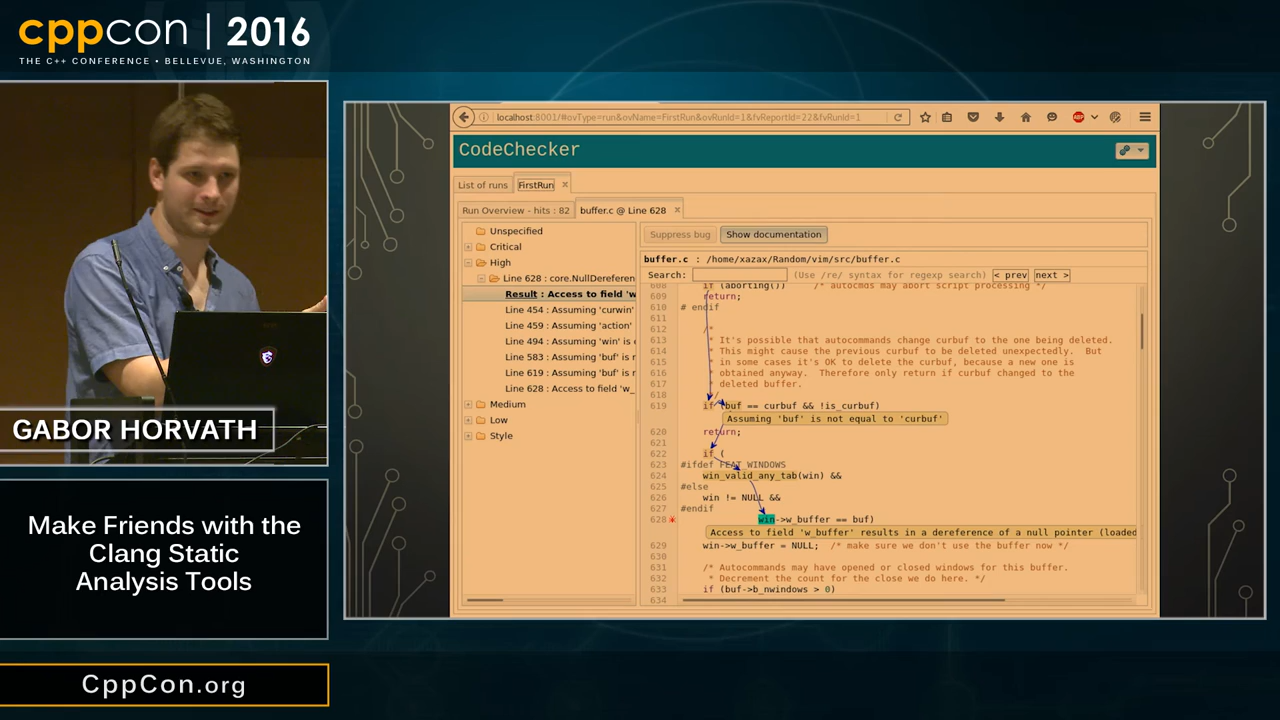 cppcon | 2016
THE C++ CONFERENCE • BELLEVUE, WASHINGTON
GABOR HORVATH
Make Friends with the
Clang Static
Analysis Tools
CppCon.org
localhost:8001/#ovType=run&ovName=FirstRun&ovRunId=1&fvReportId=22&fvRunId=1
ABP
CodeChecker
List of runs
FirstRun
Run Overview - hits : 82
buffer.c @ Line 628
Unspecified
Critical
High
Line 628 : core.NullDereferen
Result : Access to field 'w
Line 454 : Assuming 'curwin'
Line 459 : Assuming 'action'
Line 494 : Assuming 'win' is
Line 583 : Assuming 'buf' is r
Line 619 : Assuming 'buf' is r
Line 628 : Access to field 'w_
Medium
Low
Style
Suppress bug
Show documentation
buffer.c : /home/xazax/Random/vim/src/buffer.c
Search: (Use /re/ syntax for regexp search) < prev next >
608 if (aborting()) /* autocmds may abort script processing */
609 return;
610 # endif
611
612 /*
613 * It's possible that autocommands change curbuf to the one being deleted.
614 * This might cause the previous curbuf to be deleted unexpectedly. But
615 * in some cases it's OK to delete the curbuf, because a new one is
616 * obtained anyway. Therefore only return if curbuf changed to the
617 * deleted buffer.
618 */
619 if (buf == curbuf && !is_curbuf)
Assuming 'buf' is not equal to 'curbuf'
620 return;
621
622 if (
623 #ifdef FEAT_WINDOWS
624 win_valid_any_tab(win) &&
625 #else
626 win != NULL &&
627 #endif
628 win->w_buffer == buf)
Access to field 'w_buffer' results in a dereference of a null pointer (loaded
629 win->w_buffer = NULL; /* make sure we don't use the buffer now */
630
631 /* Autocommands may have opened or closed windows for this buffer.
632 * Decrement the count for the close we do here. */
633 if (buf->b_nwindows > 0)
634